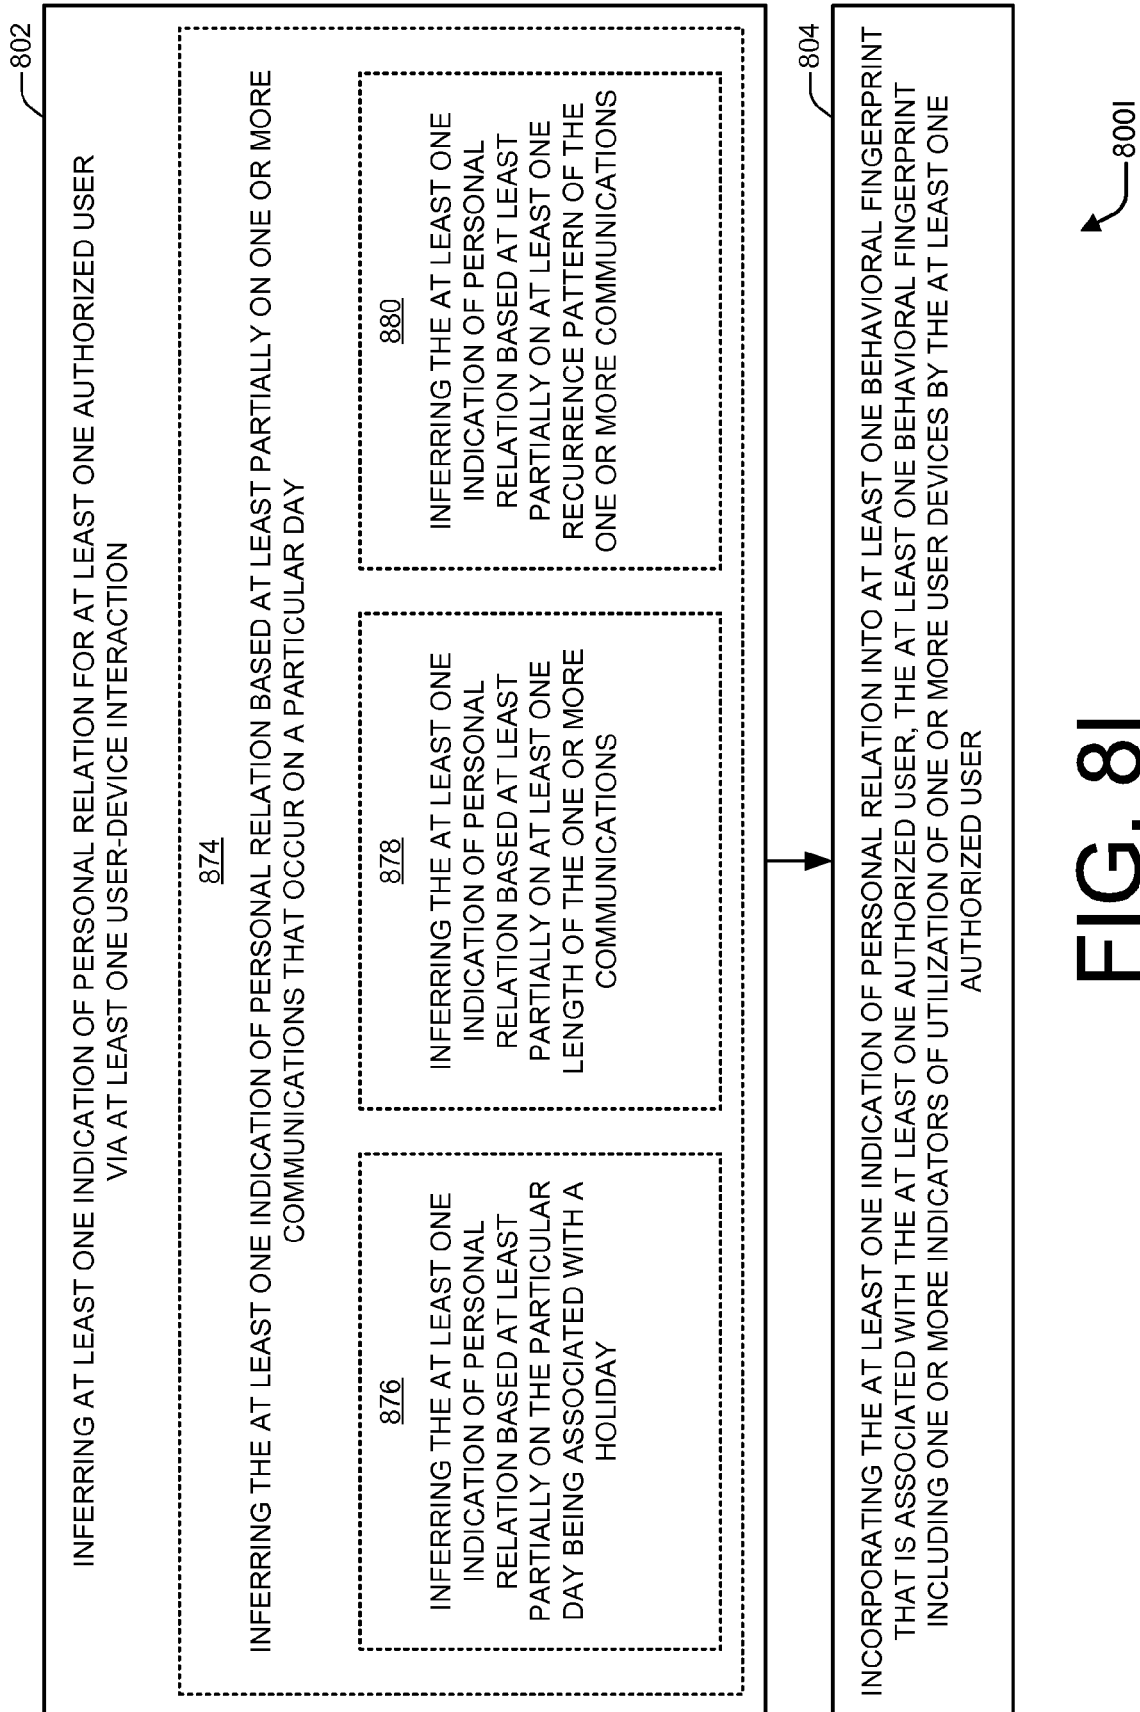 802
INFERRING AT LEAST ONE INDICATION OF PERSONAL RELATION FOR AT LEAST ONE AUTHORIZED USER
VIA AT LEAST ONE USER-DEVICE INTERACTION
874
INFERRING THE AT LEAST ONE INDICATION OF PERSONAL RELATION BASED AT LEAST PARTIALLY ON ONE OR MORE
COMMUNICATIONS THAT OCCUR ON A PARTICULAR DAY
876
INFERRING THE AT LEAST ONE
INDICATION OF PERSONAL
RELATION BASED AT LEAST
PARTIALLY ON THE PARTICULAR
DAY BEING ASSOCIATED WITH A
HOLIDAY
878
INFERRING THE AT LEAST ONE
INDICATION OF PERSONAL
RELATION BASED AT LEAST
PARTIALLY ON AT LEAST ONE
LENGTH OF THE ONE OR MORE
COMMUNICATIONS
880
INFERRING THE AT LEAST ONE
INDICATION OF PERSONAL
RELATION BASED AT LEAST
PARTIALLY ON AT LEAST ONE
RECURRENCE PATTERN OF THE
ONE OR MORE COMMUNICATIONS
804
INCORPORATING THE AT LEAST ONE INDICATION OF PERSONAL RELATION INTO AT LEAST ONE BEHAVIORAL FINGERPRINT
THAT IS ASSOCIATED WITH THE AT LEAST ONE AUTHORIZED USER, THE AT LEAST ONE BEHAVIORAL FINGERPRINT
INCLUDING ONE OR MORE INDICATORS OF UTILIZATION OF ONE OR MORE USER DEVICES BY THE AT LEAST ONE
AUTHORIZED USER
800I
FIG. 8I